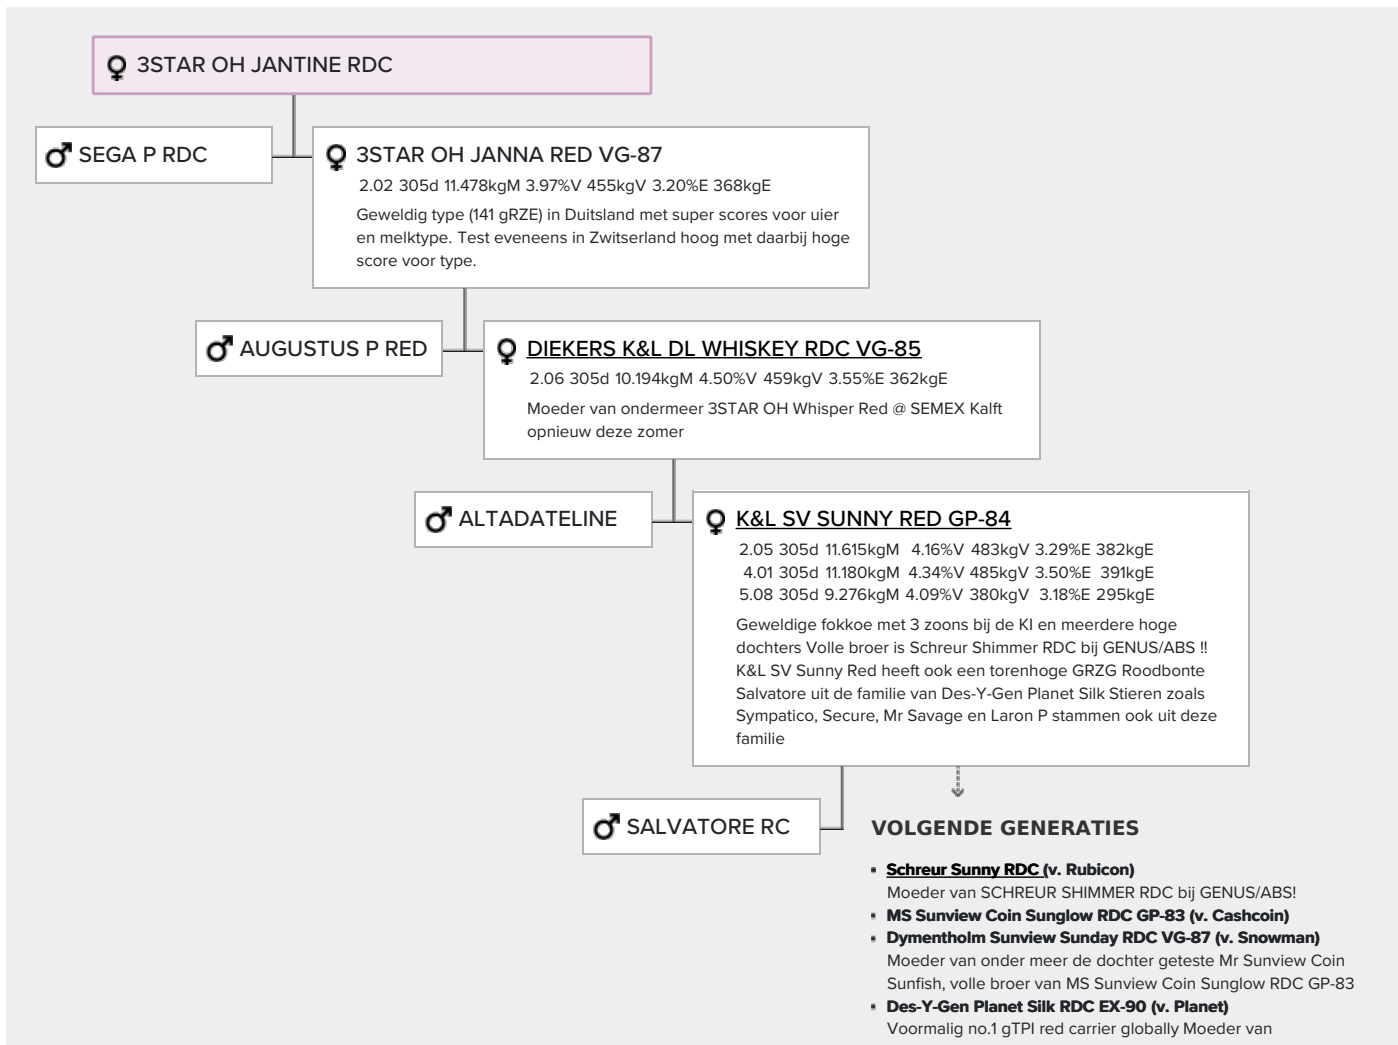 3STAR OH JANTINE RDC
SEGA P RDC
3STAR OH JANNA RED VG-87
2.02 305d 11.478kgM 3.97%V 455kgV 3.20%E 368kgE
Geweldig type (141 gRZE) in Duitsland met super scores voor uier
en melktype. Test eveneens in Zwitserland hoog met daarbij hoge
score voor type.
AUGUSTUS P RED
DIEKERS K&L DL WHISKEY RDC VG-85
2.06 305d 10.194kgM 4.50%V 459kgV 3.55%E 362kgE
Moeder van ondermeer 3STAR OH Whisper Red @ SEMEX Kalft
opnieuw deze zomer
ALTADATELINE
K&L SV SUNNY RED GP-84
2.05 305d 11.615kgM 4.16%V 483kgV 3.29%E 382kgE
4.01 305d 11.180kgM 4.34%V 485kgV 3.50%E 391kgE
5.08 305d 9.276kgM 4.09%V 380kgV 3.18%E 295kgE
Geweldige fokkoe met 3 zoons bij de KI en meerdere hoge
dochters Volle broer is Schreur Shimmer RDC bij GENUS/ABS !!
K&L SV Sunny Red heeft ook een torenhoge GRZG Roodbonte
Salvatore uit de familie van Des-Y-Gen Planet Silk Stieren zoals
Sympatico, Secure, Mr Savage en Laron P stammen ook uit deze
familie
SALVATORE RC
VOLGENDE GENERATIES
Schreur Sunny RDC (v. Rubicon)
Moeder van SCHREUR SHIMMER RDC bij GENUS/ABS!
MS Sunview Coin Sunglow RDC GP-83 (v. Cashcoin)
Dymentholm Sunview Sunday RDC VG-87 (v. Snowman)
Moeder van onder meer de dochter geteste Mr Sunview Coin
Sunfish, volle broer van MS Sunview Coin Sunglow RDC GP-83
Des-Y-Gen Planet Silk RDC EX-90 (v. Planet)
Voormalig no.1 gTPI red carrier globally Moeder van